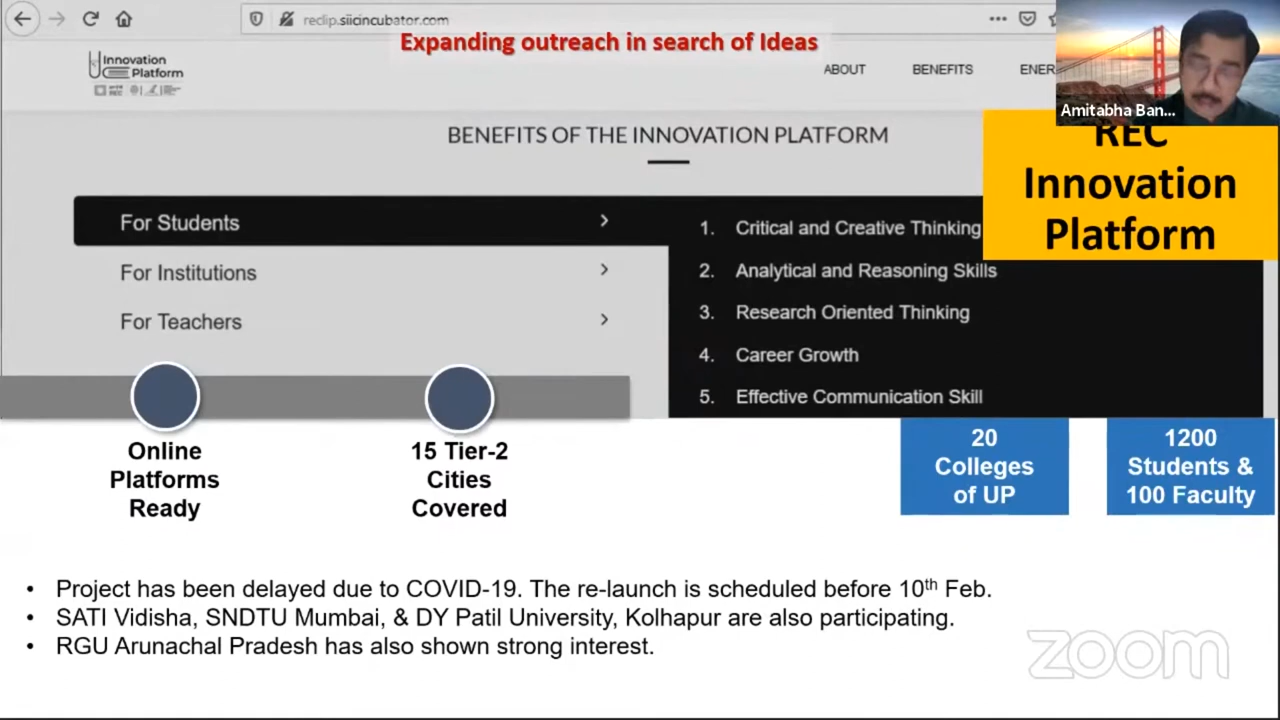 reclip.siicincubator.com
Expanding outreach in search of Ideas
Innovation
Platform
ABOUT
BENEFITS
ENER
Amitabha Ban...
BENEFITS OF THE INNOVATION PLATFORM
REC
Innovation
Platform
For Students
For Institutions
For Teachers
1. Critical and Creative Thinking
2. Analytical and Reasoning Skills
3. Research Oriented Thinking
4. Career Growth
5. Effective Communication Skill
Online
Platforms
Ready
15 Tier-2
Cities
Covered
20
Colleges
of UP
1200
Students &
100 Faculty
• Project has been delayed due to COVID-19. The re-launch is scheduled before 10th Feb.
• SATI Vidisha, SNDTU Mumbai, & DY Patil University, Kolhapur are also participating.
• RGU Arunachal Pradesh has also shown strong interest.
zoom